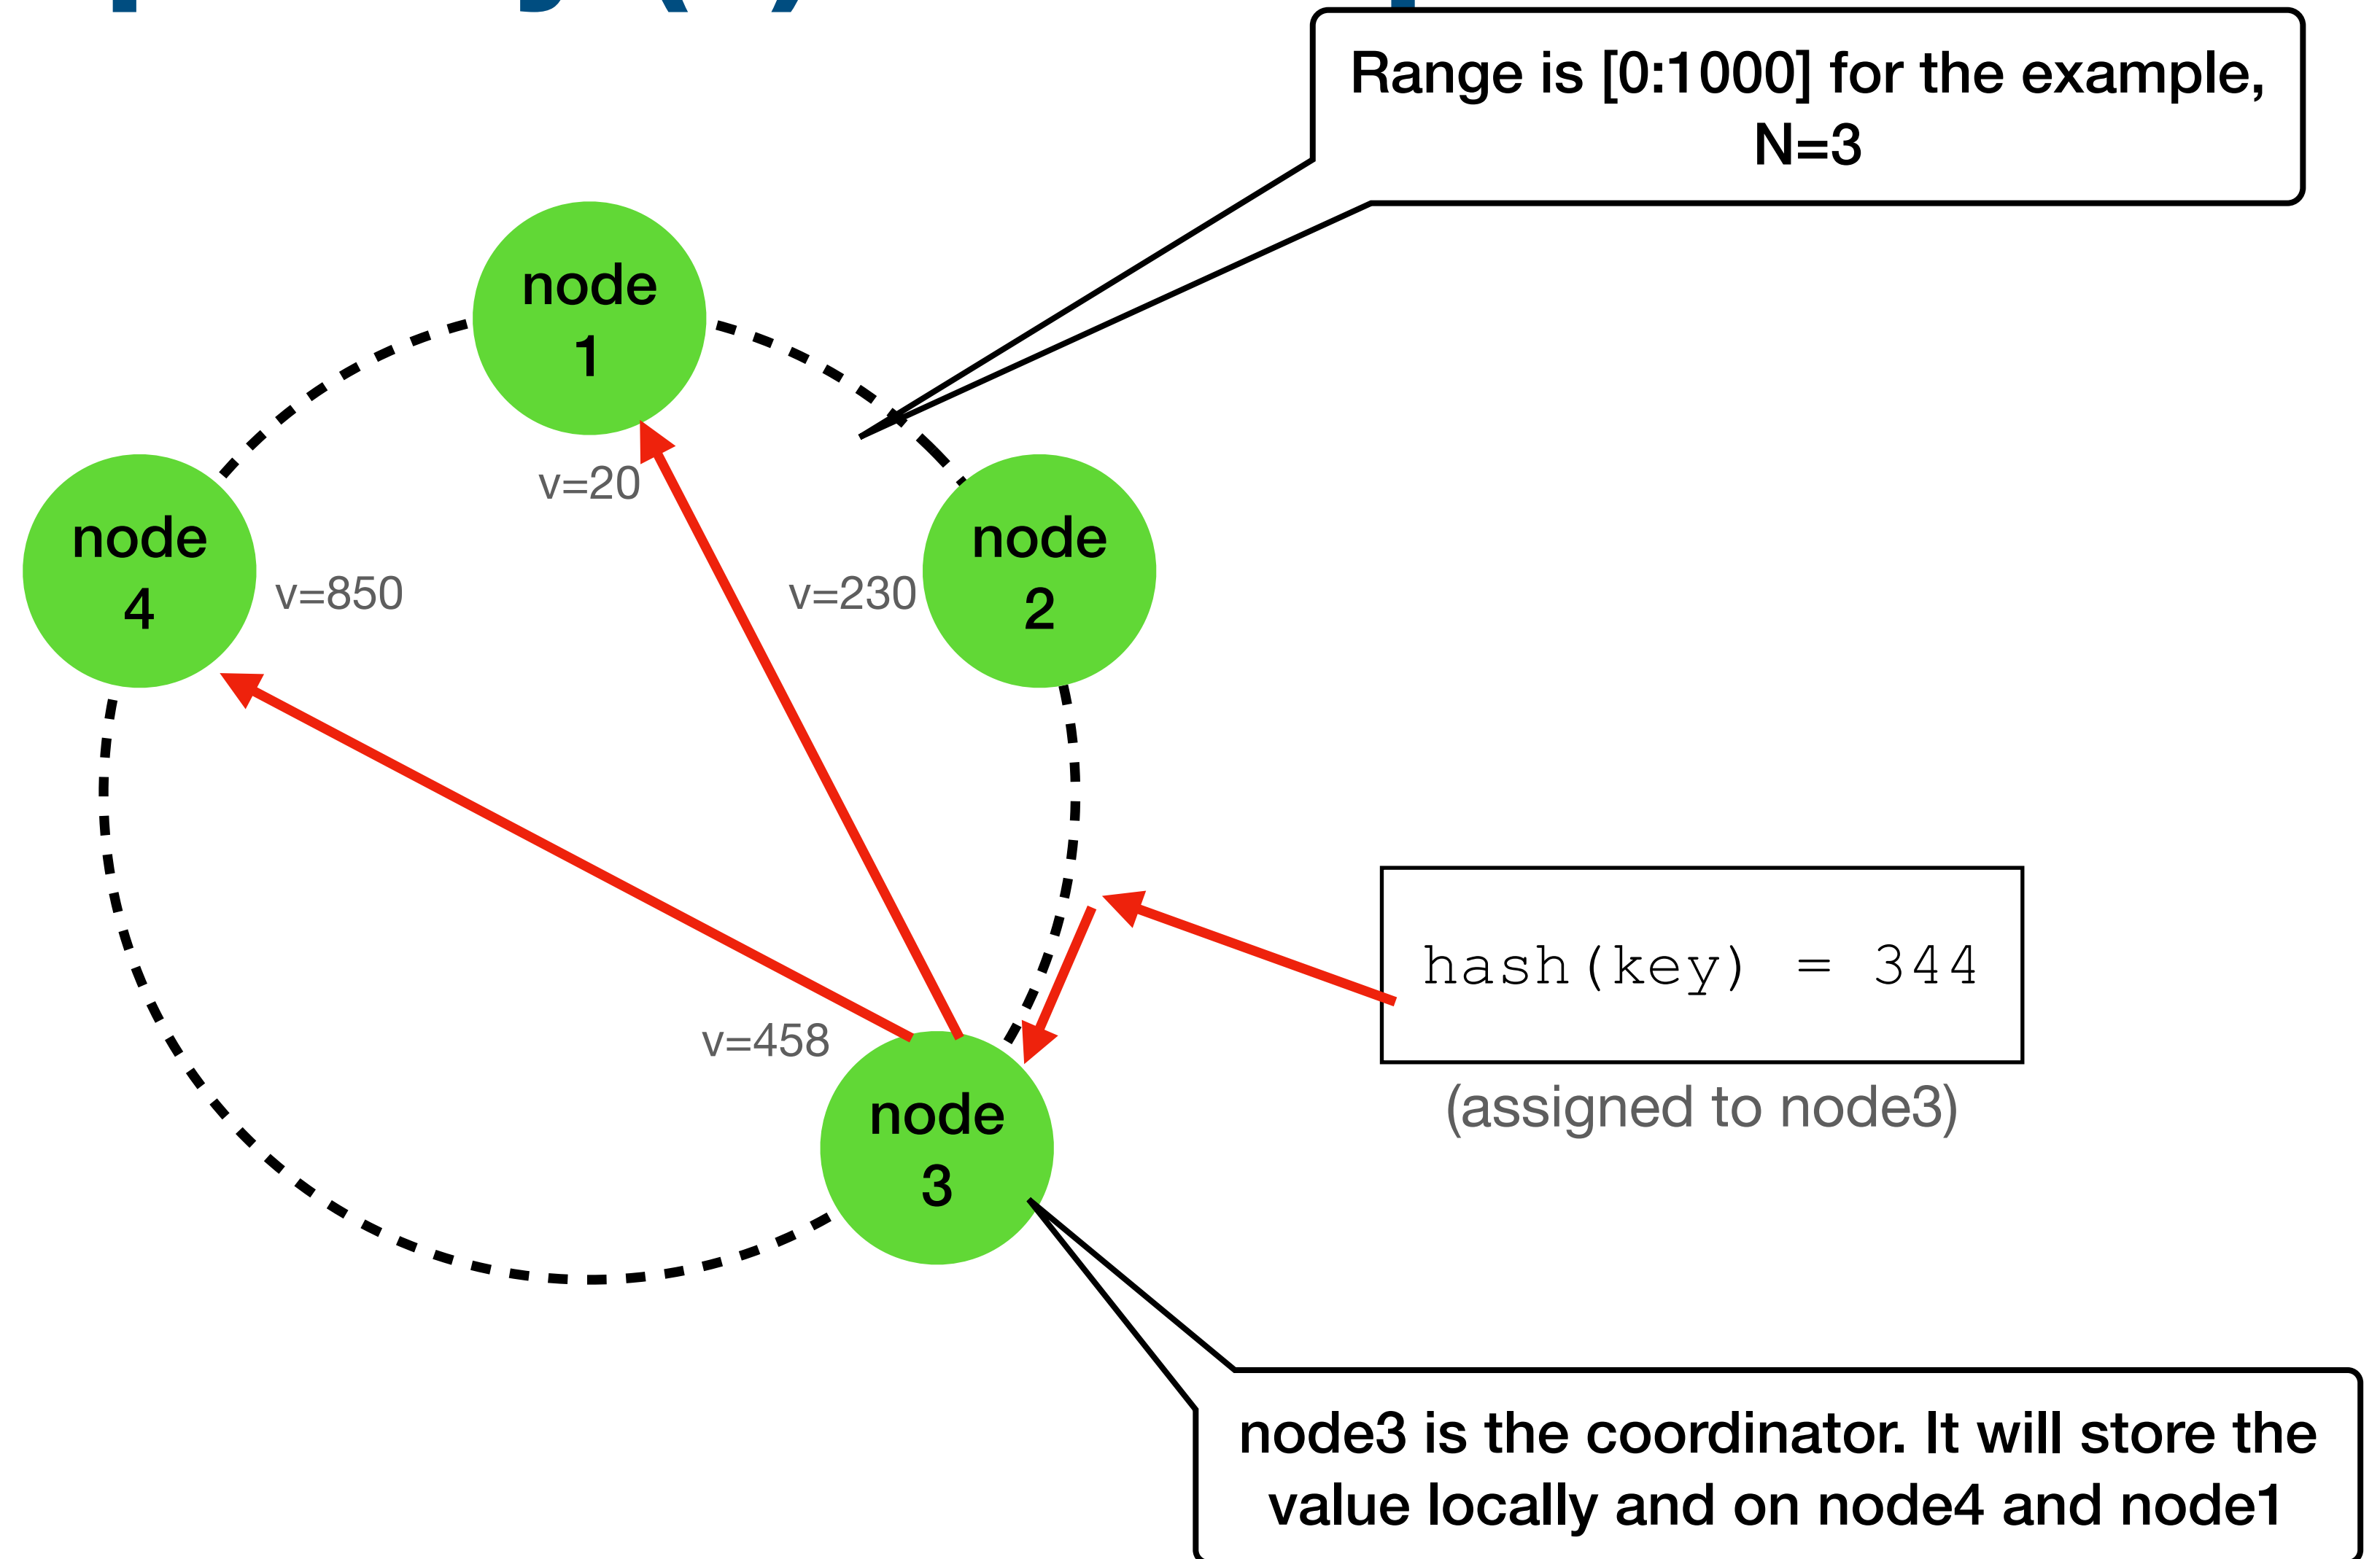 Range is [0:1000] for the example,
N=3
node
1
v=20
node
4
v=850
v=230
node
2
hash(key) = 344
(assigned to node3)
v=458
node
3
node3 is the coordinator. It will store the
value locally and on node4 and node1